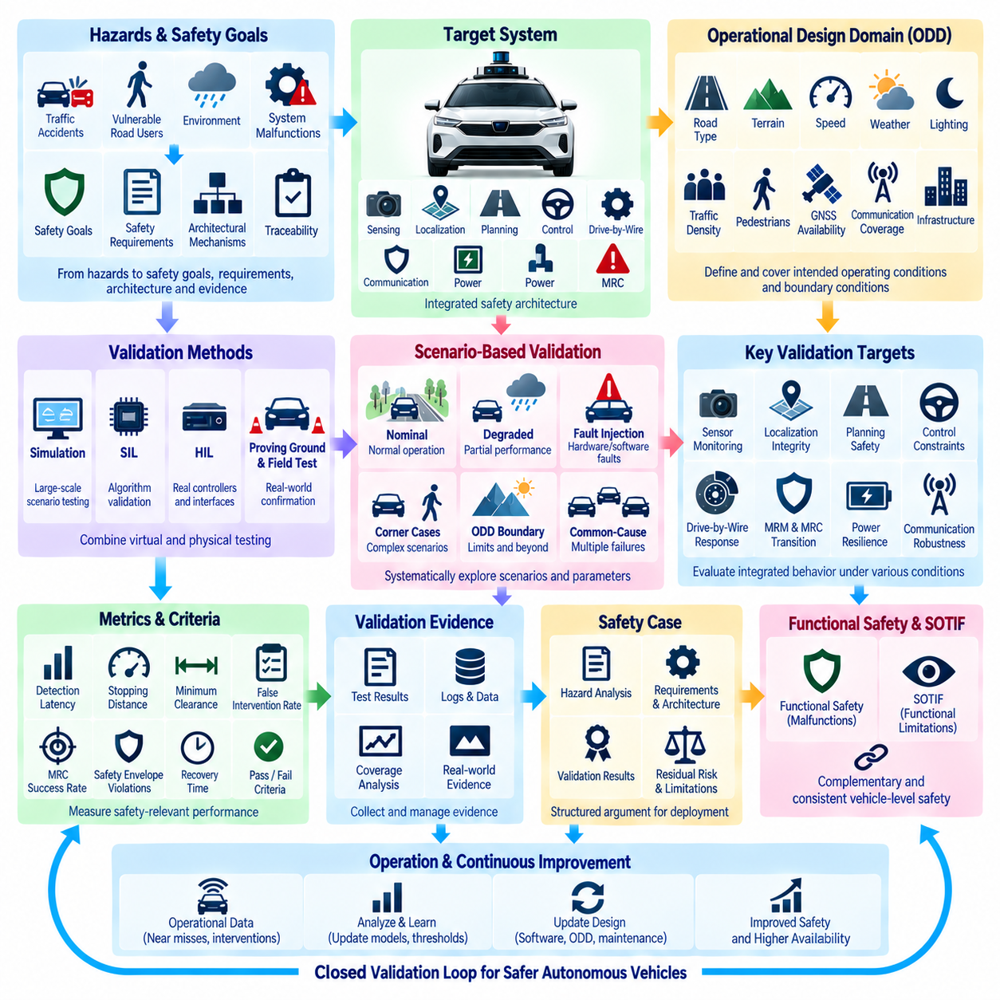 Hazards & Safety Goals
Traffic
Accidents
Vulnerable
Road Users
Environment
System
Malfunctions
Safety Goals
Safety
Requirements
Architectural
Mechanisms
Traceability
From hazards to safety goals, requirements,
architecture and evidence
Target System
Sensing
Localization
Planning
Control
Drive-by-Wire
Communication
Power
Power
MRC
Integrated safety architecture
Operational Design Domain (ODD)
Road
Type
Terrain
Speed
Weather
Lighting
Traffic
Density
Pedestrians
GNSS
Availability
Communication
Coverage
Infrastructure
Define and cover intended operating conditions
and boundary conditions
Validation Methods
Simulation
Large-scale
scenario testing
SIL
Algorithm
validation
HIL
Real controllers
and interfaces
Proving Ground
& Field Test
Real-world
confirmation
Combine virtual and physical testing
Scenario-Based Validation
Nominal
Normal operation
Degraded
Partial performance
Fault Injection
Hardware/software
faults
Corner Cases
Complex scenarios
ODD Boundary
Limits and beyond
Common-Cause
Multiple failures
Systematically explore scenarios and parameters
Key Validation Targets
Sensor
Monitoring
Localization
Integrity
Planning
Safety
Control
Constraints
Drive-by-Wire
Response
MRM & MRC
Transition
Power
Resilience
Communication
Robustness
Evaluate integrated behavior under various conditions
Metrics & Criteria
Detection
Latency
Stopping
Distance
Minimum
Clearance
False
Intervention Rate
MRC
Success Rate
Safety Envelope
Violations
Recovery
Time
Pass / Fail
Criteria
Measure safety-relevant performance
Validation Evidence
Test Results
Logs & Data
Coverage
Analysis
Real-world
Evidence
Collect and manage evidence
Safety Case
Hazard Analysis
Requirements
& Architecture
Validation Results
Residual Risk
& Limitations
Structured argument for deployment
Functional Safety & SOTIF
Functional Safety
(Malfunctions)
SOTIF
(Functional
Limitations)
Complementary and
consistent vehicle-level safety
Operation & Continuous Improvement
Operational Data
(Near misses, interventions)
Analyze & Learn
(Update models, thresholds)
Update Design
(Software, ODD, maintenance)
Improved Safety
and Higher Availability
Closed Validation Loop for Safer Autonomous Vehicles